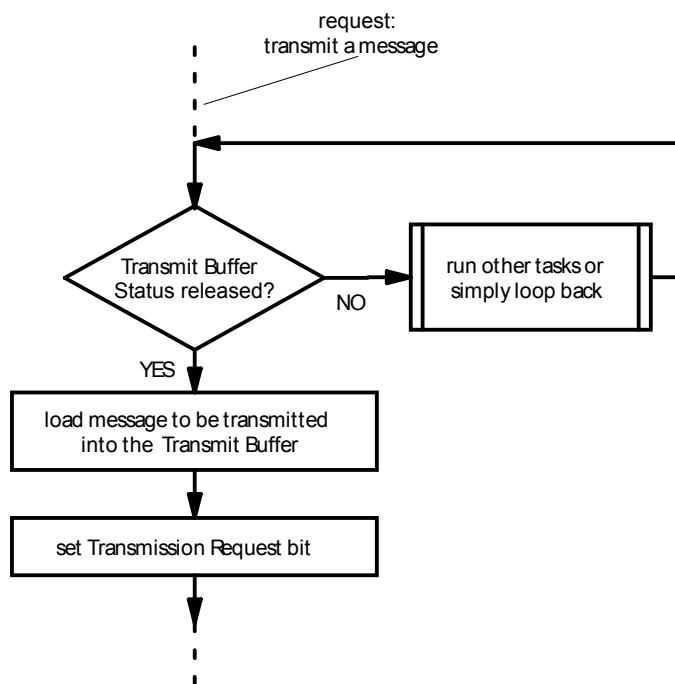 request:
transmit a message
Transmit Buffer
Status released?
NO
run other tasks or
simply loop back
YES
load message to be transmitted
into the Transmit Buffer
set Transmission Request bit